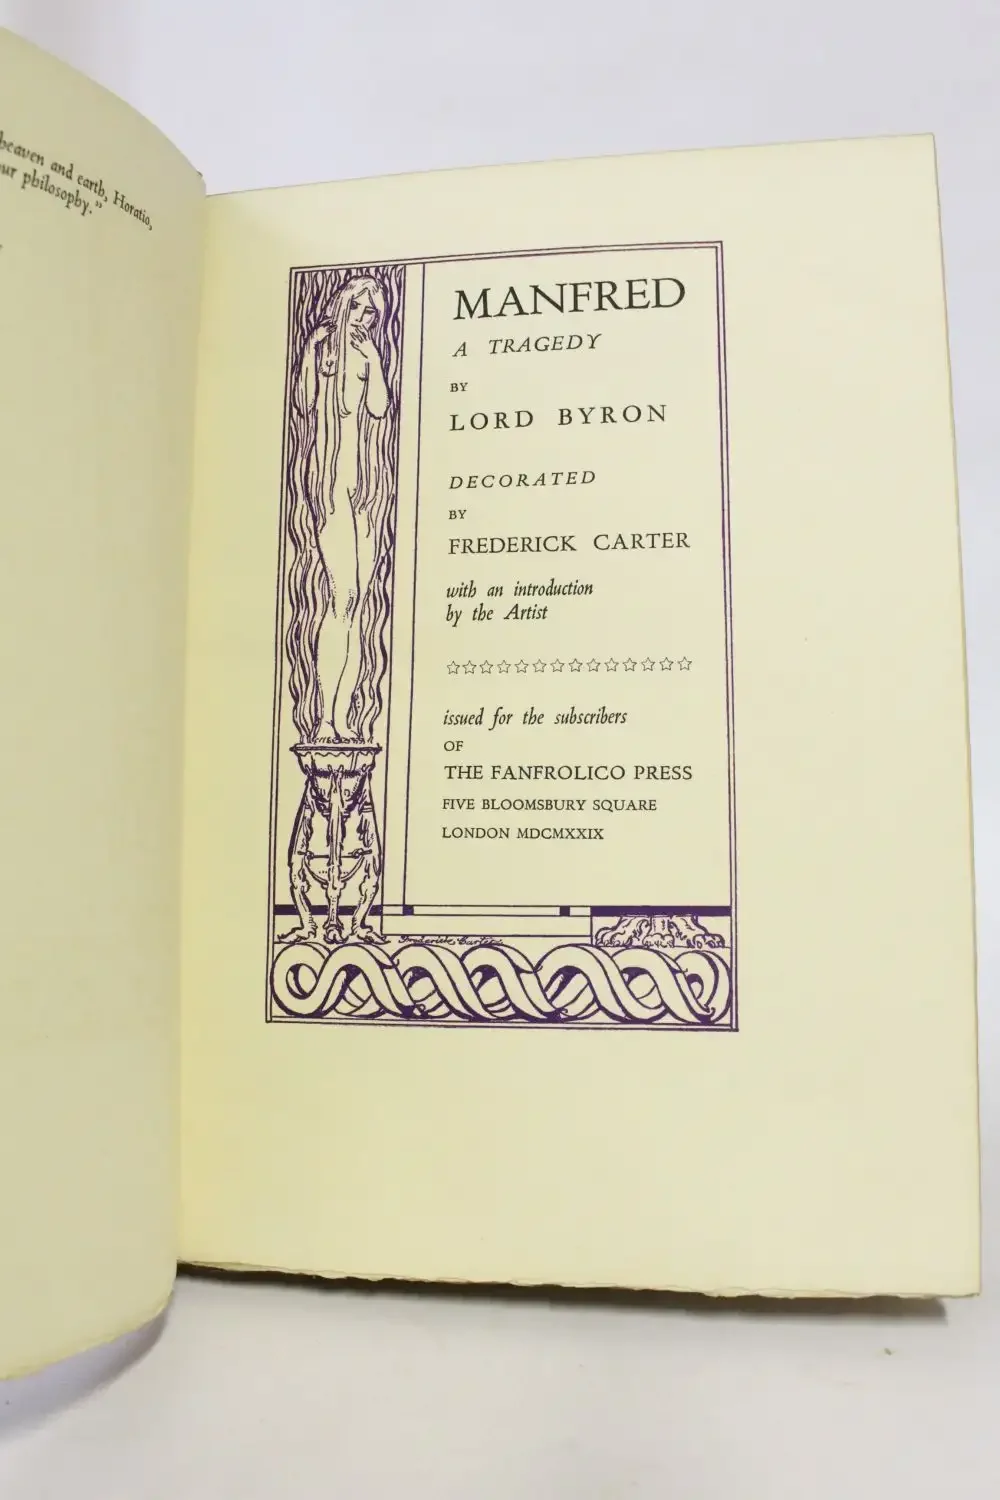 heaven and earth, Horatio,
philosophy."
MANFRED
A TRAGEDY
BY
LORD BYRON
DECORATED
BY
FREDERICK CARTER
with an introduction
by the Artist
issued for the subscribers
OF
THE FANFROLICO PRESS
FIVE BLOOMSBURY SQUARE
LONDON MDCMXXIX
Frederick Carter